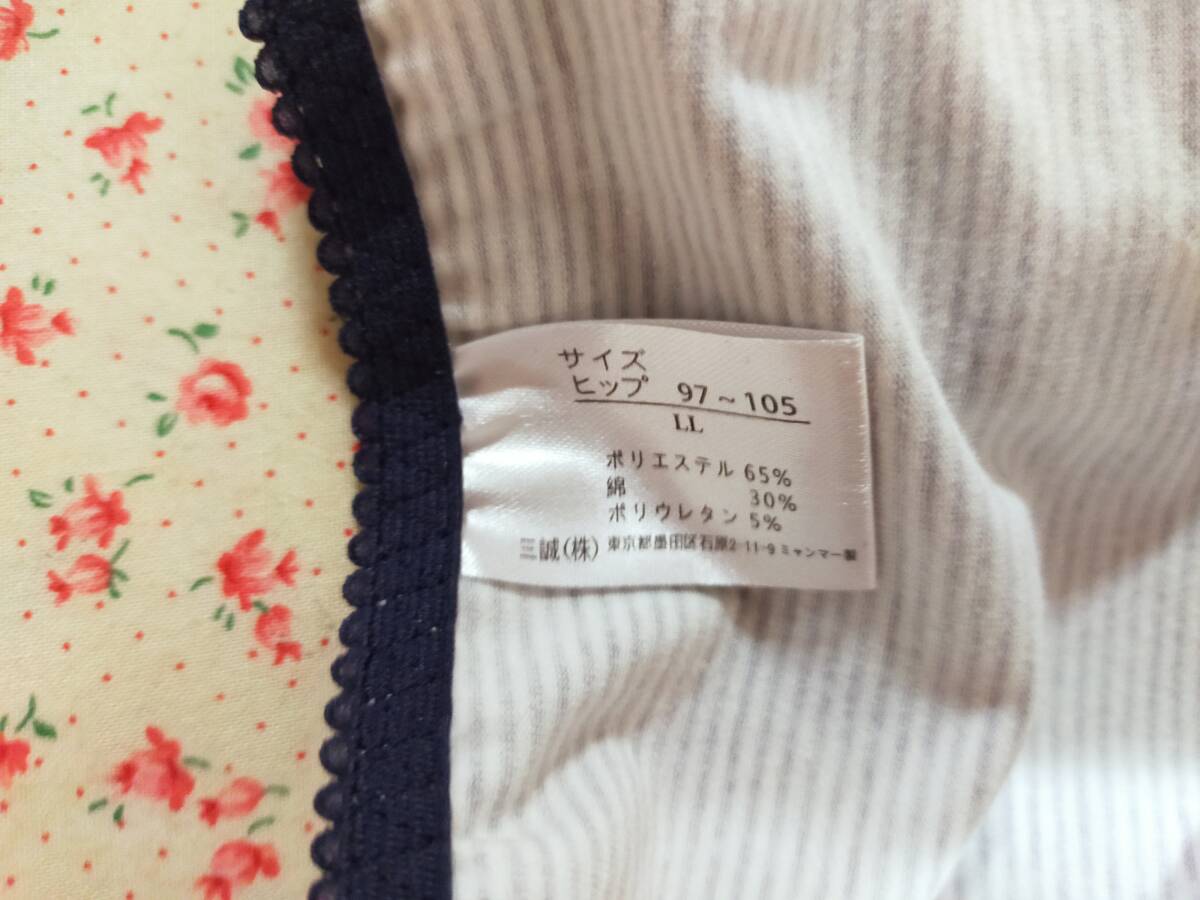 サイズ
ヒップ 97～105
LL
ポリエステル 65%
綿 30%
ポリウレタン 5%
三誠(株) 東京都墨田区石原2-11-9 ミャンマー製